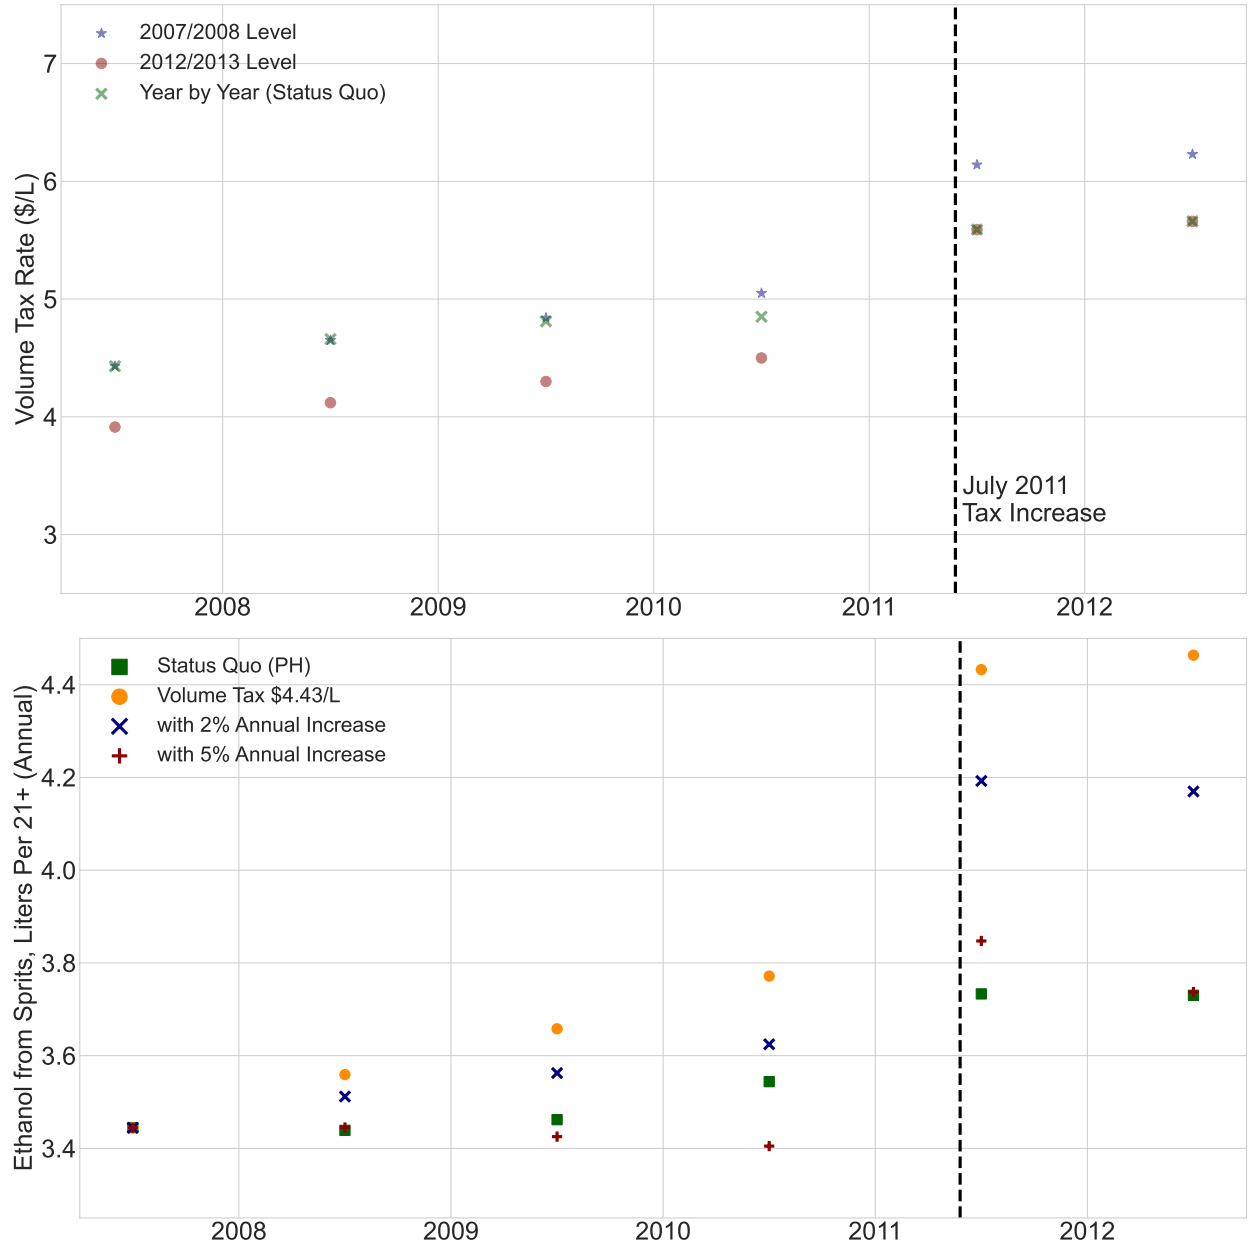 2007/2008 Level
2012/2013 Level
Year by Year (Status Quo)
7
6
5
4
3
Volume Tax Rate ($/L)
July 2011
Tax Increase
2008
2009
2010
2011
2012
Status Quo (PH)
Volume Tax $4.43/L
with 2% Annual Increase
with 5% Annual Increase
4.4
4.2
4.0
3.8
3.6
3.4
Ethanol from Sprits, Liters Per 21+ (Annual)
2008
2009
2010
2011
2012